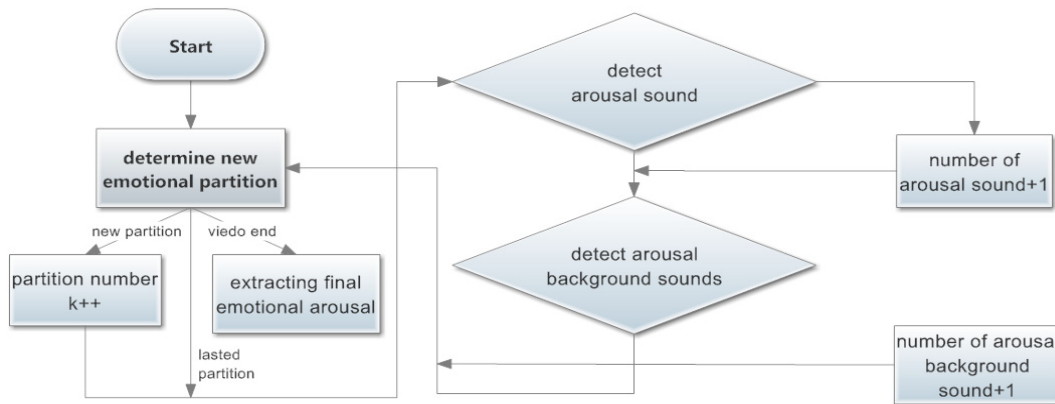 Start
determine new
emotional partition
new partition
viedo end
partition number
k++
extracting final
emotional arousal
lasted
partition
detect
arousal sound
number of
arousal sound+1
detect arousal
background sounds
number of arousa
background
sound+1